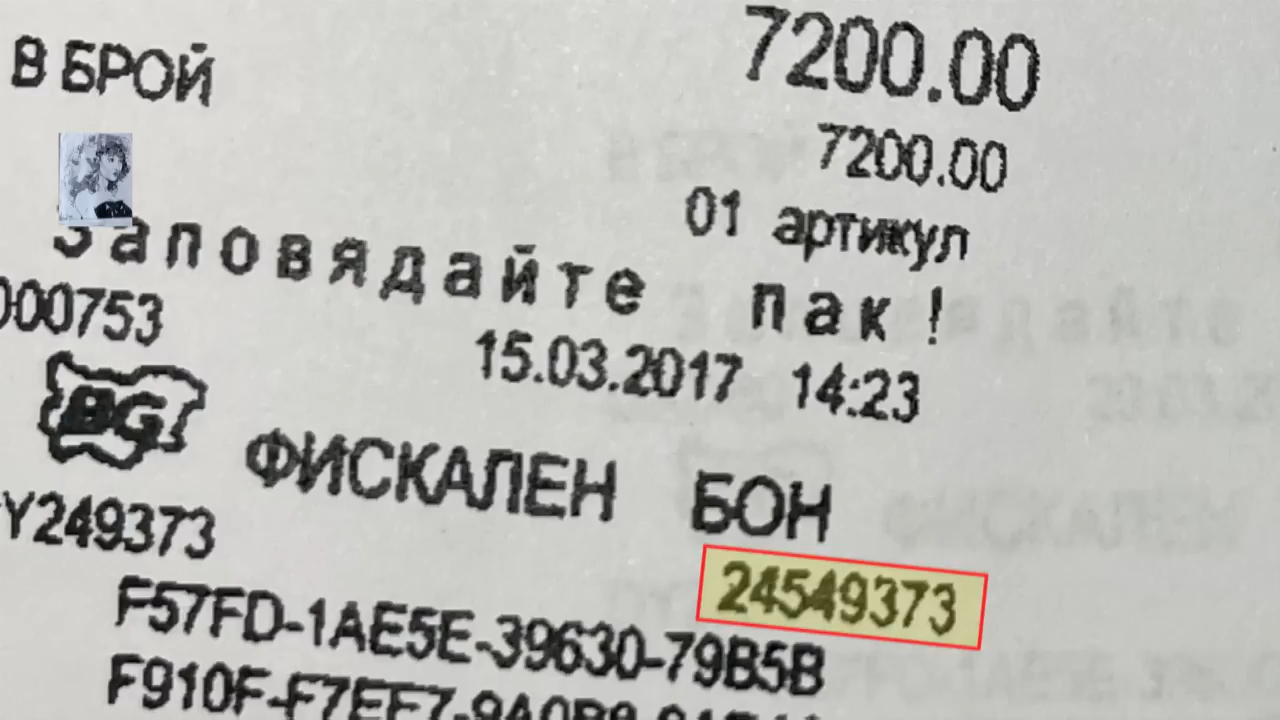 7200.00
В БРОЙ 7200.00
01 артикул
Заповядайте пак!
000753 15.03.2017 14:23
BG ФИСКАЛЕН БОН
Y249373 24549373
F57FD-1AE5E-39630-79B5B